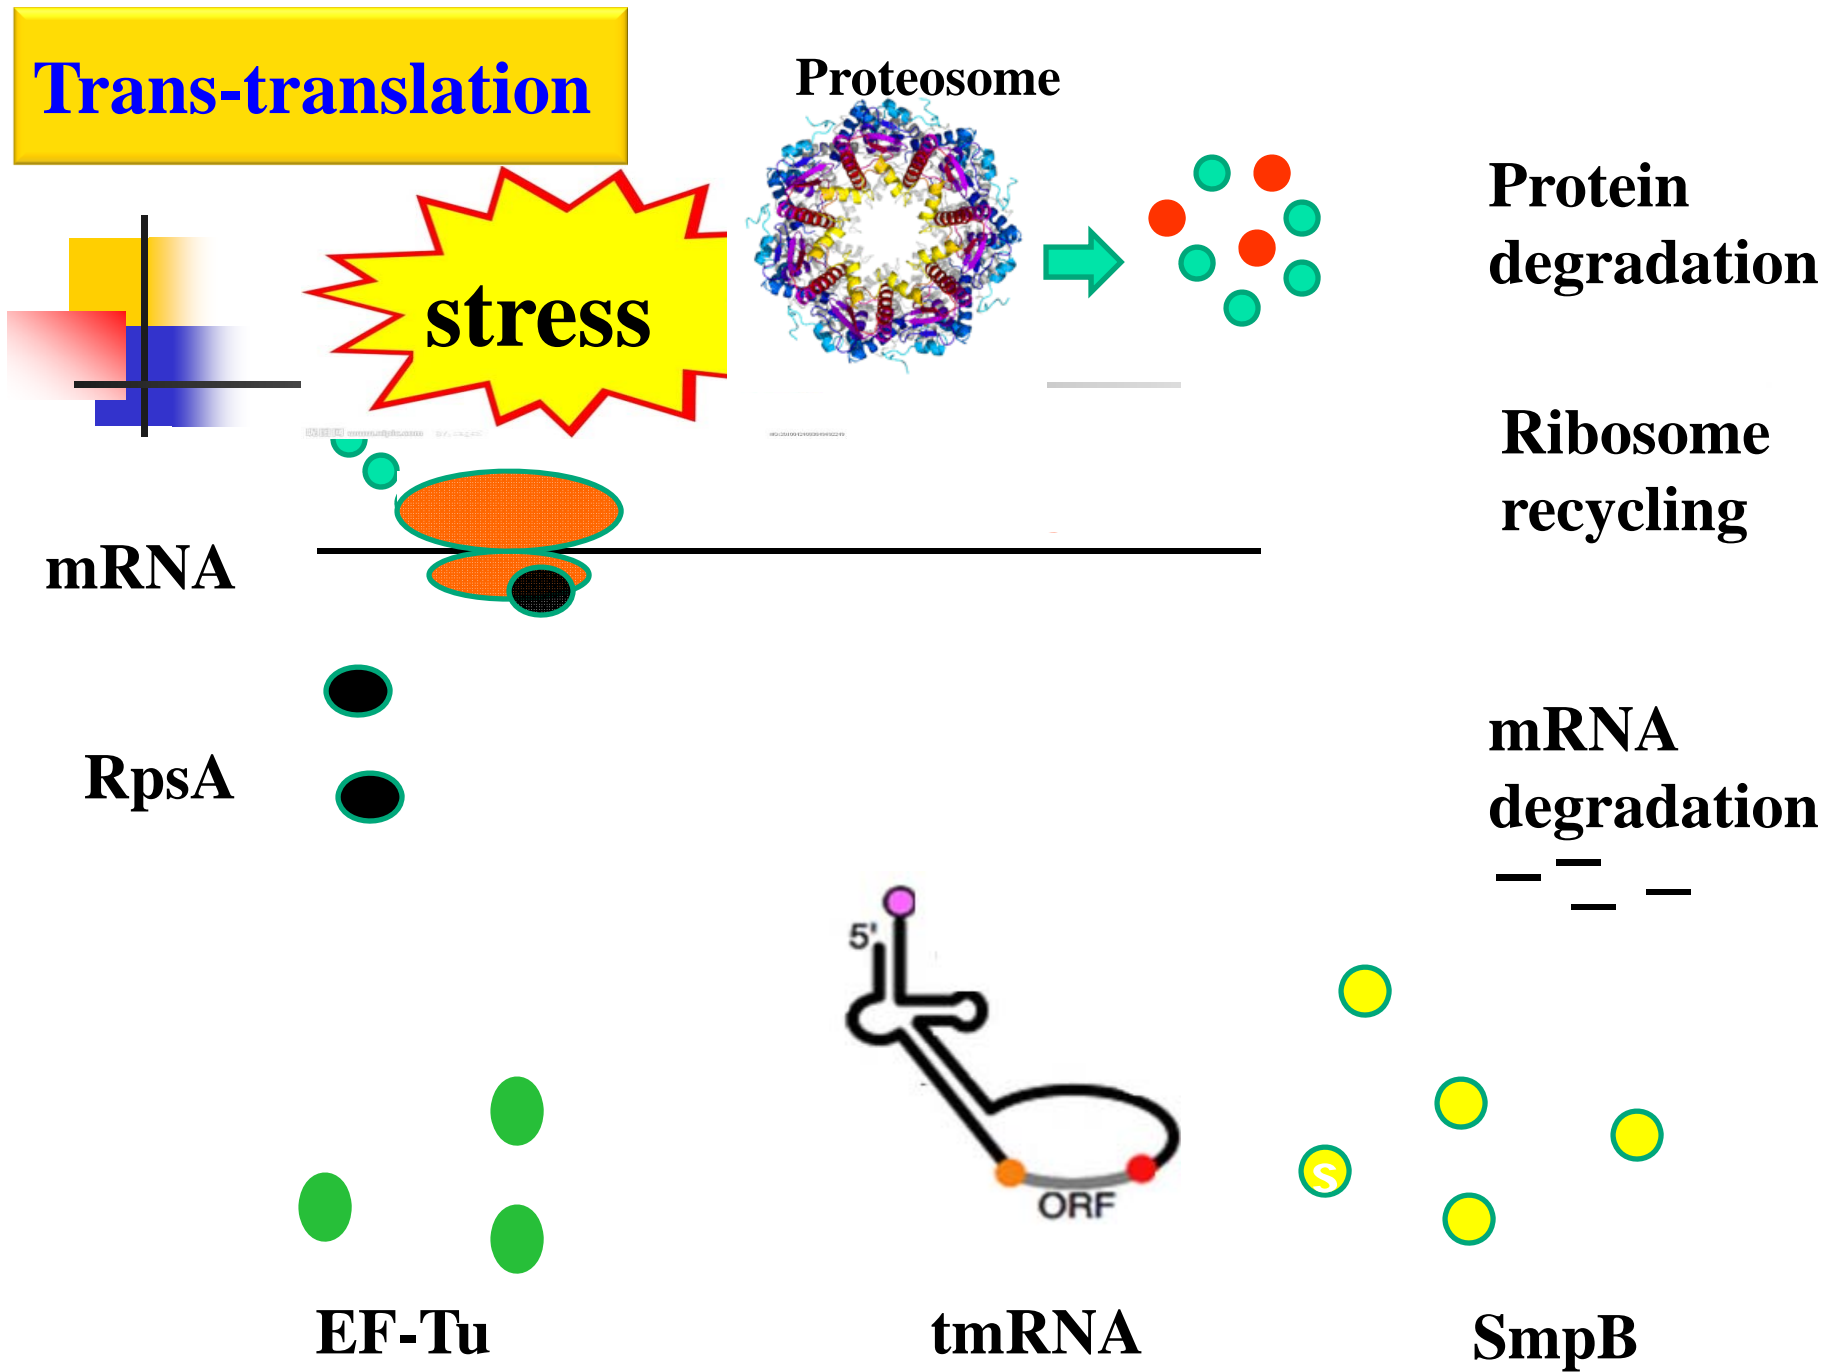 Trans-translation
Proteosome
Protein
degradation
stress
Ribosome
recycling
mRNA
RpsA
mRNA
degradation
5'
ORF
S
EF-Tu
tmRNA
SmpB